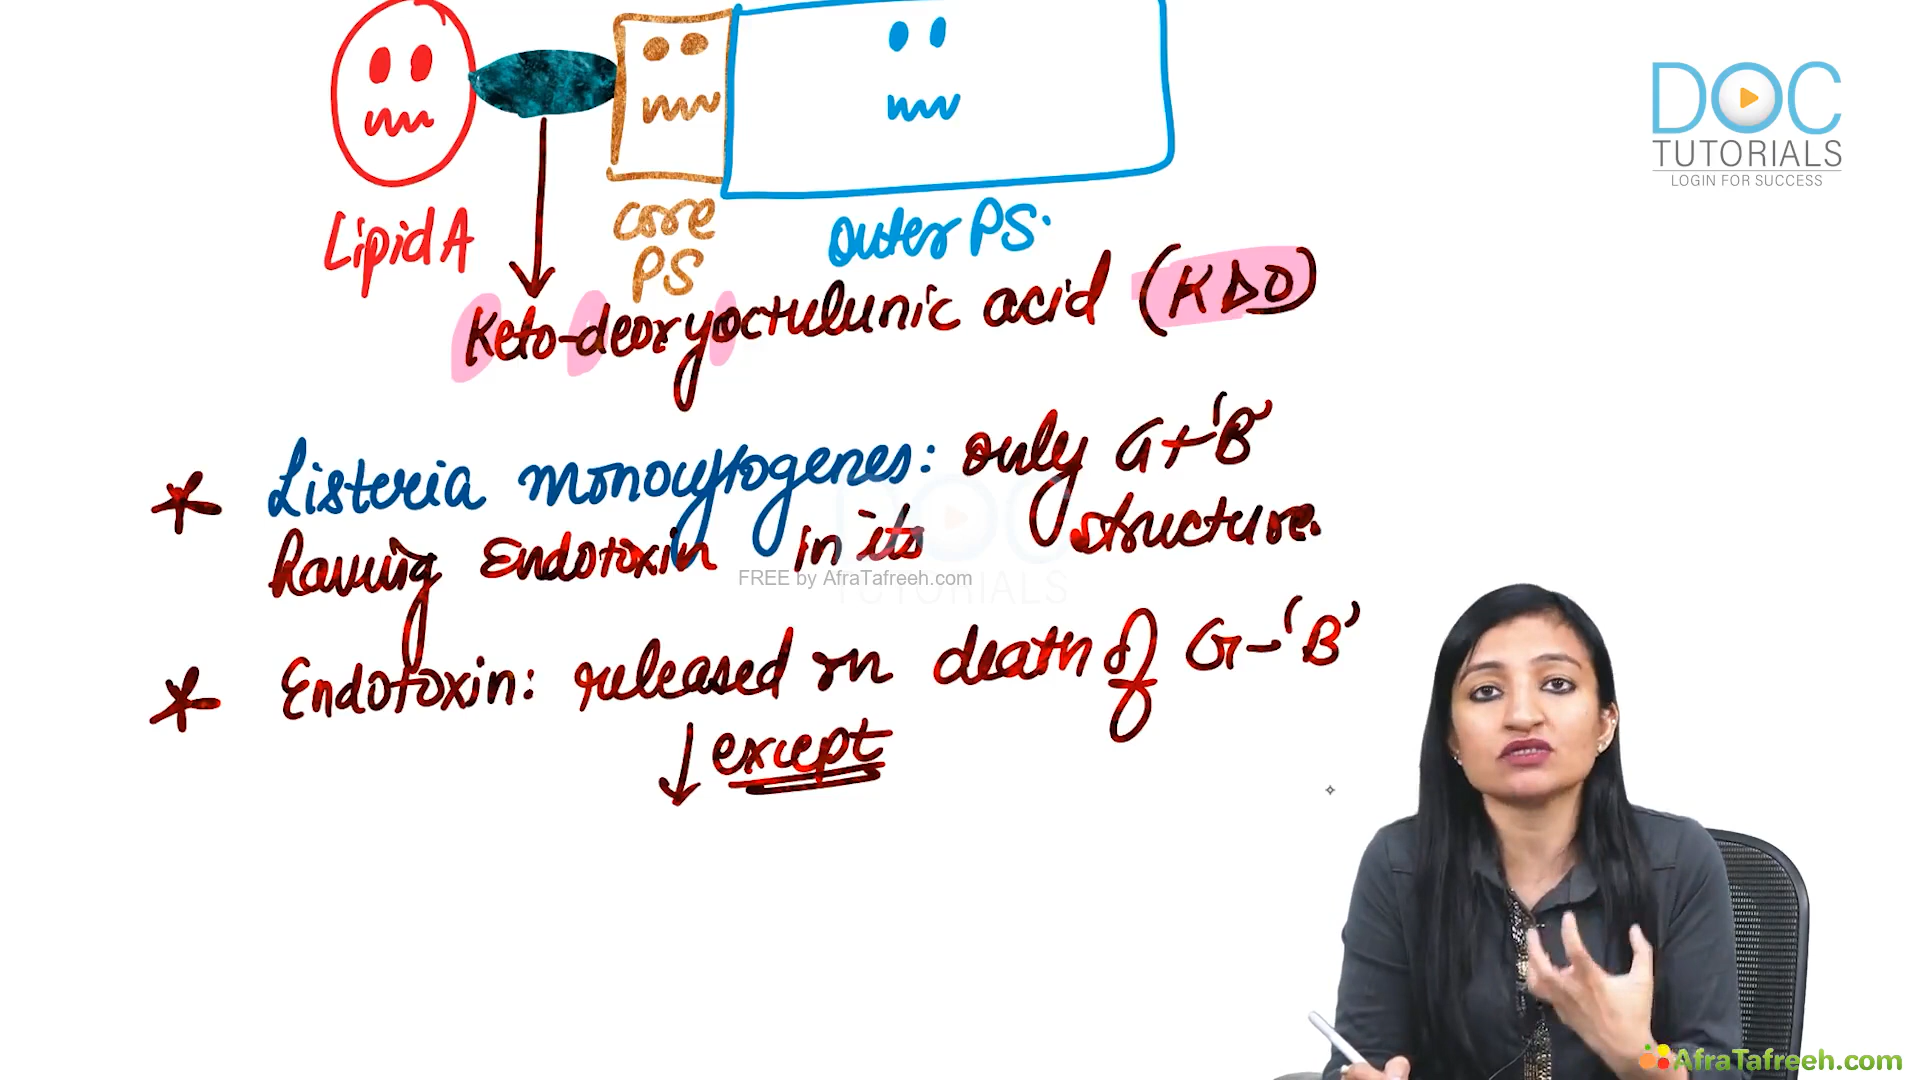 DOC
TUTORIALS
LOGIN FOR SUCCESS
Lipid A
core
PS
outer PS.
Keto-deoxyoctulunic acid (KDO)
* Listeria monocytogenes: only G+'B'
having Endotoxin in its structure.
FREE by AfraTafreeh.com
TUTORIALS
* Endotoxin: released on death of G-'B'
↓ except
AfraTafreeh.com